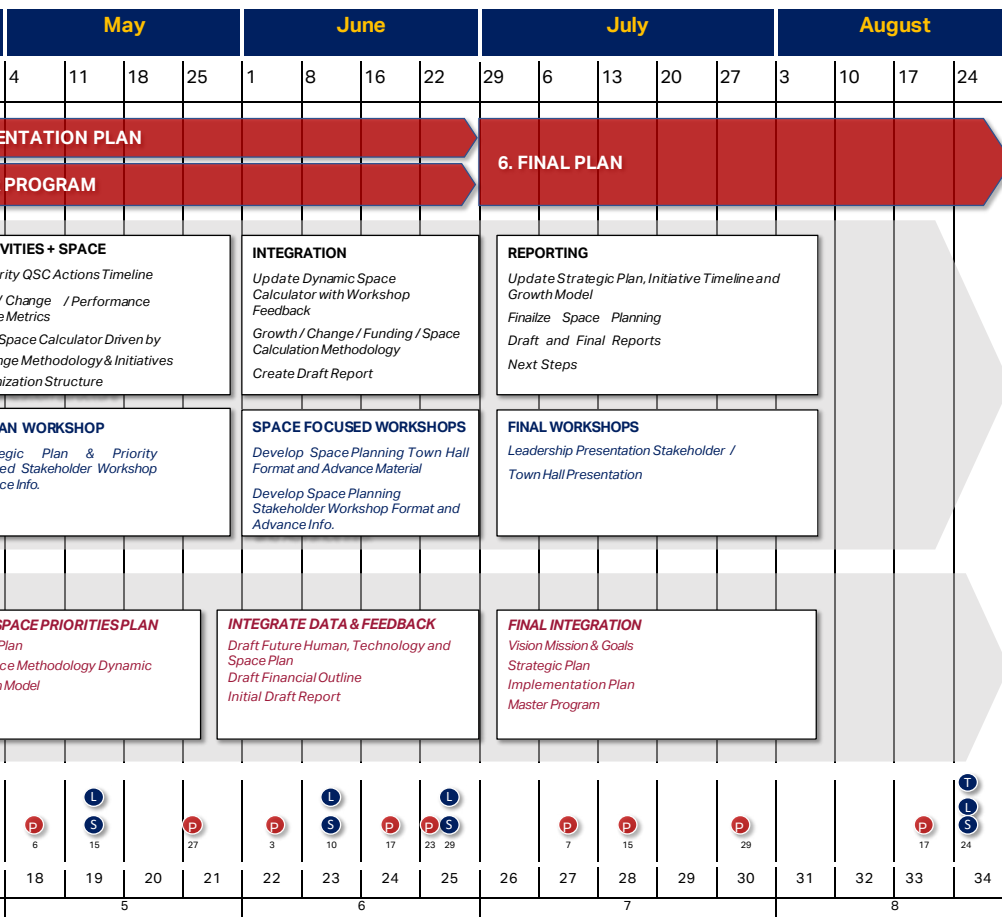 May June July August
4 11 18 25 1 8 16 22 29 6 13 20 27 3 10 17 24
ENTATION PLAN
PROGRAM
6. FINAL PLAN
VITIES + SPACE
rity QSC Actions Timeline
/ Change / Performance
e Metrics
Space Calculator Driven by
nge Methodology & Initiatives
nization Structure
INTEGRATION
Update Dynamic Space
Calculator with Workshop
Feedback
Growth / Change / Funding / Space
Calculation Methodology
Create Draft Report
REPORTING
Update Strategic Plan, Initiative Timeline and
Growth Model
Finailze Space Planning
Draft and Final Reports
Next Steps
AN WORKSHOP
egic Plan & Priority
ed Stakeholder Workshop
ce Info.
SPACE FOCUSED WORKSHOPS
Develop Space Planning Town Hall
Format and Advance Material
Develop Space Planning
Stakeholder Workshop Format and
Advance Info.
FINAL WORKSHOPS
Leadership Presentation Stakeholder /
Town Hall Presentation
SPACE PRIORITIES PLAN
Plan
ce Methodology Dynamic
n Model
INTEGRATE DATA & FEEDBACK
Draft Future Human, Technology and
Space Plan
Draft Financial Outline
Initial Draft Report
FINAL INTEGRATION
Vision Mission & Goals
Strategic Plan
Implementation Plan
Master Program
T
L L L L
P S P P S P P S P P P P S
6 15 27 3 10 17 23 29 7 15 29 17 24
18 19 20 21 22 23 24 25 26 27 28 29 30 31 32 33 34
5 6 7 8